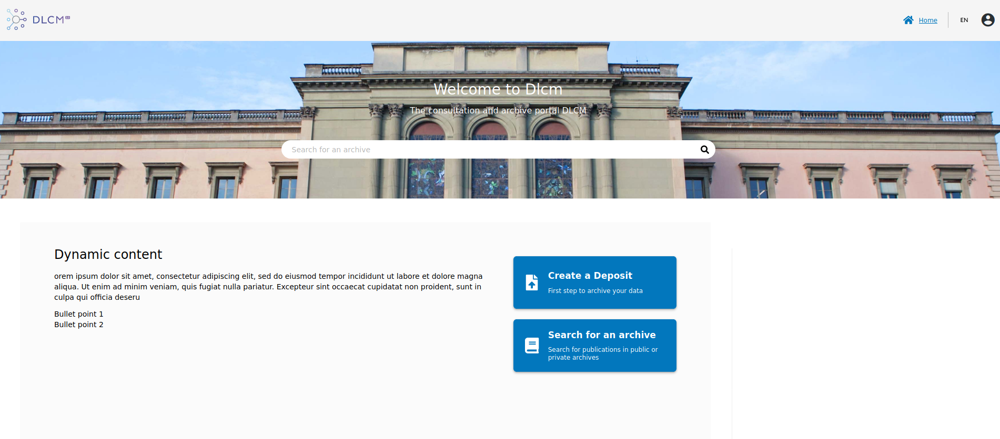 DLCM
Home
EN
Welcome to Dlcm
The consultation and archive portal DLCM
Search for an archive
Dynamic content
orem ipsum dolor sit amet, consectetur adipiscing elit, sed do eiusmod tempor incididunt ut labore et dolore magna
aliqua. Ut enim ad minim veniam, quis fugiat nulla pariatur. Excepteur sint occaecat cupidatat non proident, sunt in
culpa qui officia deseru
Bullet point 1
Bullet point 2
Create a Deposit
First step to archive your data
Search for an archive
Search for publications in public or
private archives